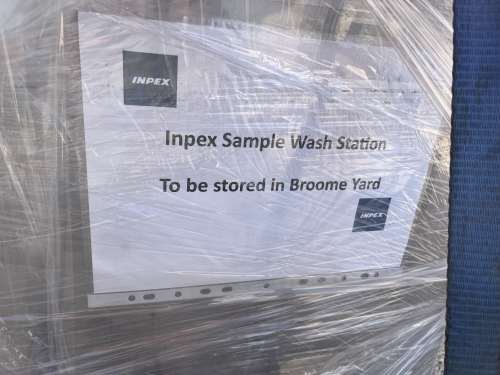 INPEX
Inpex Sample Wash Station
To be stored in Broome Yard
INPEX